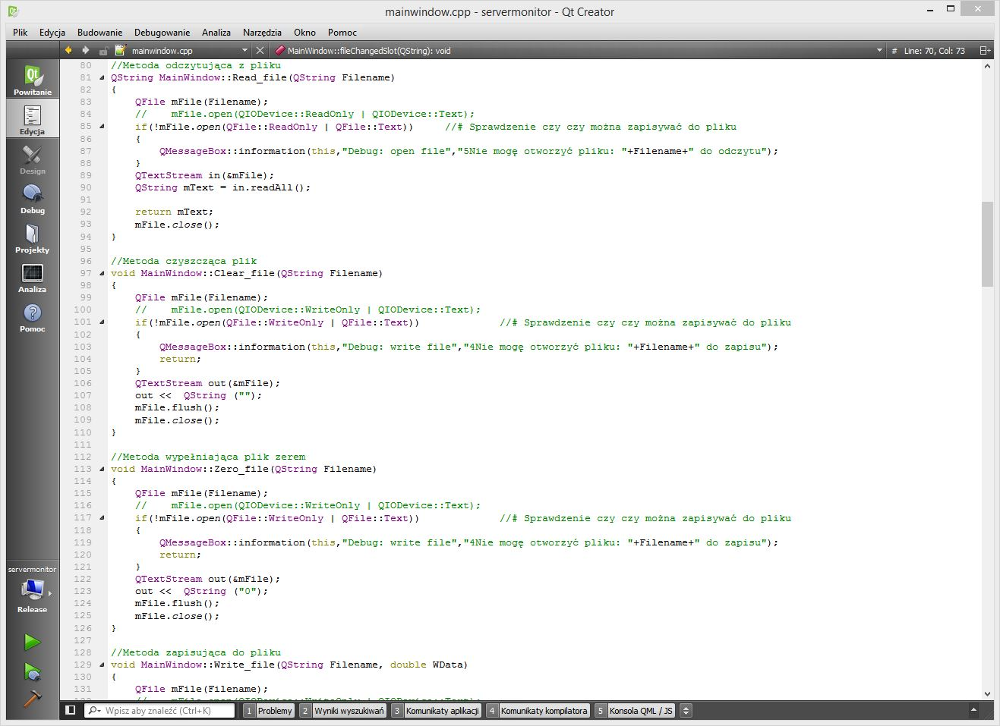 mainwindow.cpp - servermonitor - Qt Creator
Plik Edycja Budowanie Debugowanie Analiza Narzędzia Okno Pomoc
mainwindow.cpp MainWindow::fileChangedSlot(QString): void # Line: 70, Col: 73
Qt
Powitanie
Edycja
Design
Debug
Projekty
Analiza
Pomoc
servermonitor
Release
80 //Metoda odczytująca z pliku
81 QString MainWindow::Read_file(QString Filename)
82 {
83     QFile mFile(Filename);
84     //    mFile.open(QIODevice::ReadOnly | QIODevice::Text);
85     if(!mFile.open(QFile::ReadOnly | QFile::Text))     //# Sprawdzenie czy czy można zapisywać do pliku
86     {
87         QMessageBox::information(this,"Debug: open file","5Nie mogę otworzyć pliku: "+Filename+" do odczytu");
88     }
89     QTextStream in(&mFile);
90     QString mText = in.readAll();
91
92     return mText;
93     mFile.close();
94 }
95
96 //Metoda czyszcząca plik
97 void MainWindow::Clear_file(QString Filename)
98 {
99     QFile mFile(Filename);
100     //    mFile.open(QIODevice::WriteOnly | QIODevice::Text);
101     if(!mFile.open(QFile::WriteOnly | QFile::Text))             //# Sprawdzenie czy czy można zapisywać do pliku
102     {
103         QMessageBox::information(this,"Debug: write file","4Nie mogę otworzyć pliku: "+Filename+" do zapisu");
104         return;
105     }
106     QTextStream out(&mFile);
107     out <<  QString ("");
108     mFile.flush();
109     mFile.close();
110 }
111
112 //Metoda wypełniająca plik zerem
113 void MainWindow::Zero_file(QString Filename)
114 {
115     QFile mFile(Filename);
116     //    mFile.open(QIODevice::WriteOnly | QIODevice::Text);
117     if(!mFile.open(QFile::WriteOnly | QFile::Text))             //# Sprawdzenie czy czy można zapisywać do pliku
118     {
119         QMessageBox::information(this,"Debug: write file","4Nie mogę otworzyć pliku: "+Filename+" do zapisu");
120         return;
121     }
122     QTextStream out(&mFile);
123     out <<  QString ("0");
124     mFile.flush();
125     mFile.close();
126 }
127
128 //Metoda zapisująca do pliku
129 void MainWindow::Write_file(QString Filename, double WData)
130 {
131     QFile mFile(Filename);
Wpisz aby znaleźć (Ctrl+K) 1 Problemy 2 Wyniki wyszukiwań 3 Komunikaty aplikacji 4 Komunikaty kompilatora 5 Konsola QML / JS